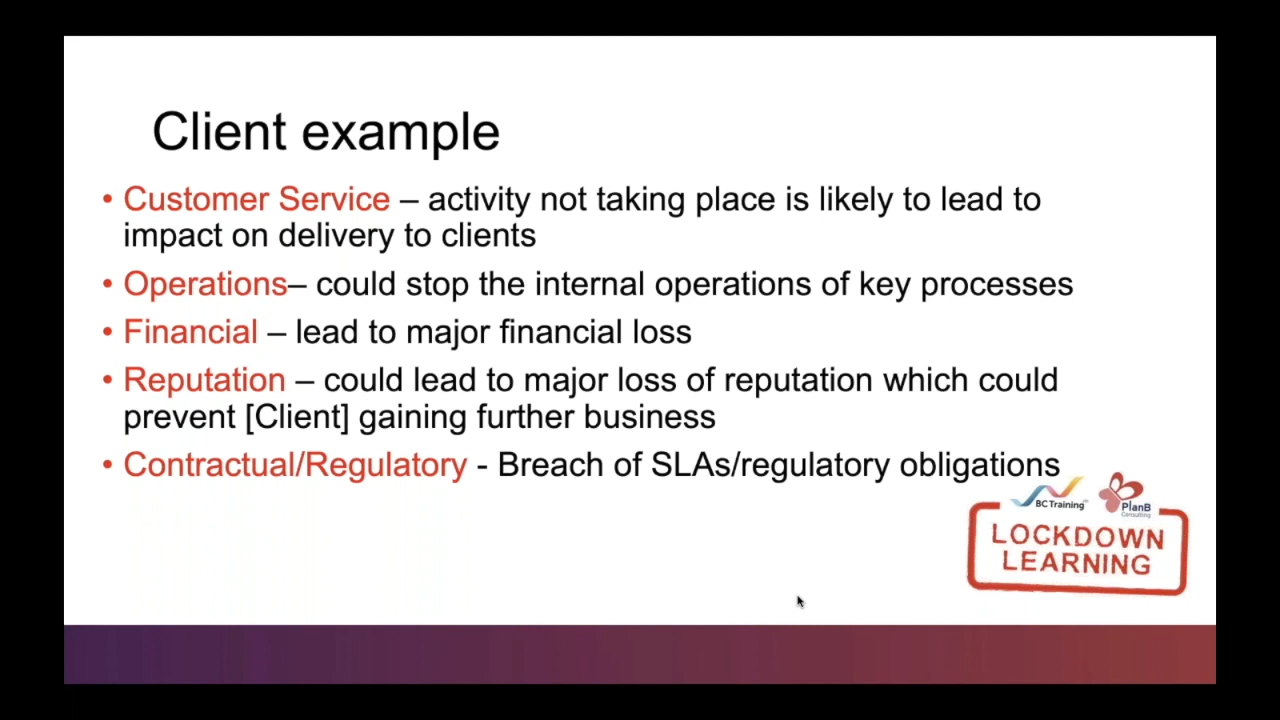 Client example
• Customer Service – activity not taking place is likely to lead to
impact on delivery to clients
• Operations– could stop the internal operations of key processes
• Financial – lead to major financial loss
• Reputation – could lead to major loss of reputation which could
prevent [Client] gaining further business
• Contractual/Regulatory - Breach of SLAs/regulatory obligations
BC Training
PlanB
Consulting
LOCKDOWN
LEARNING